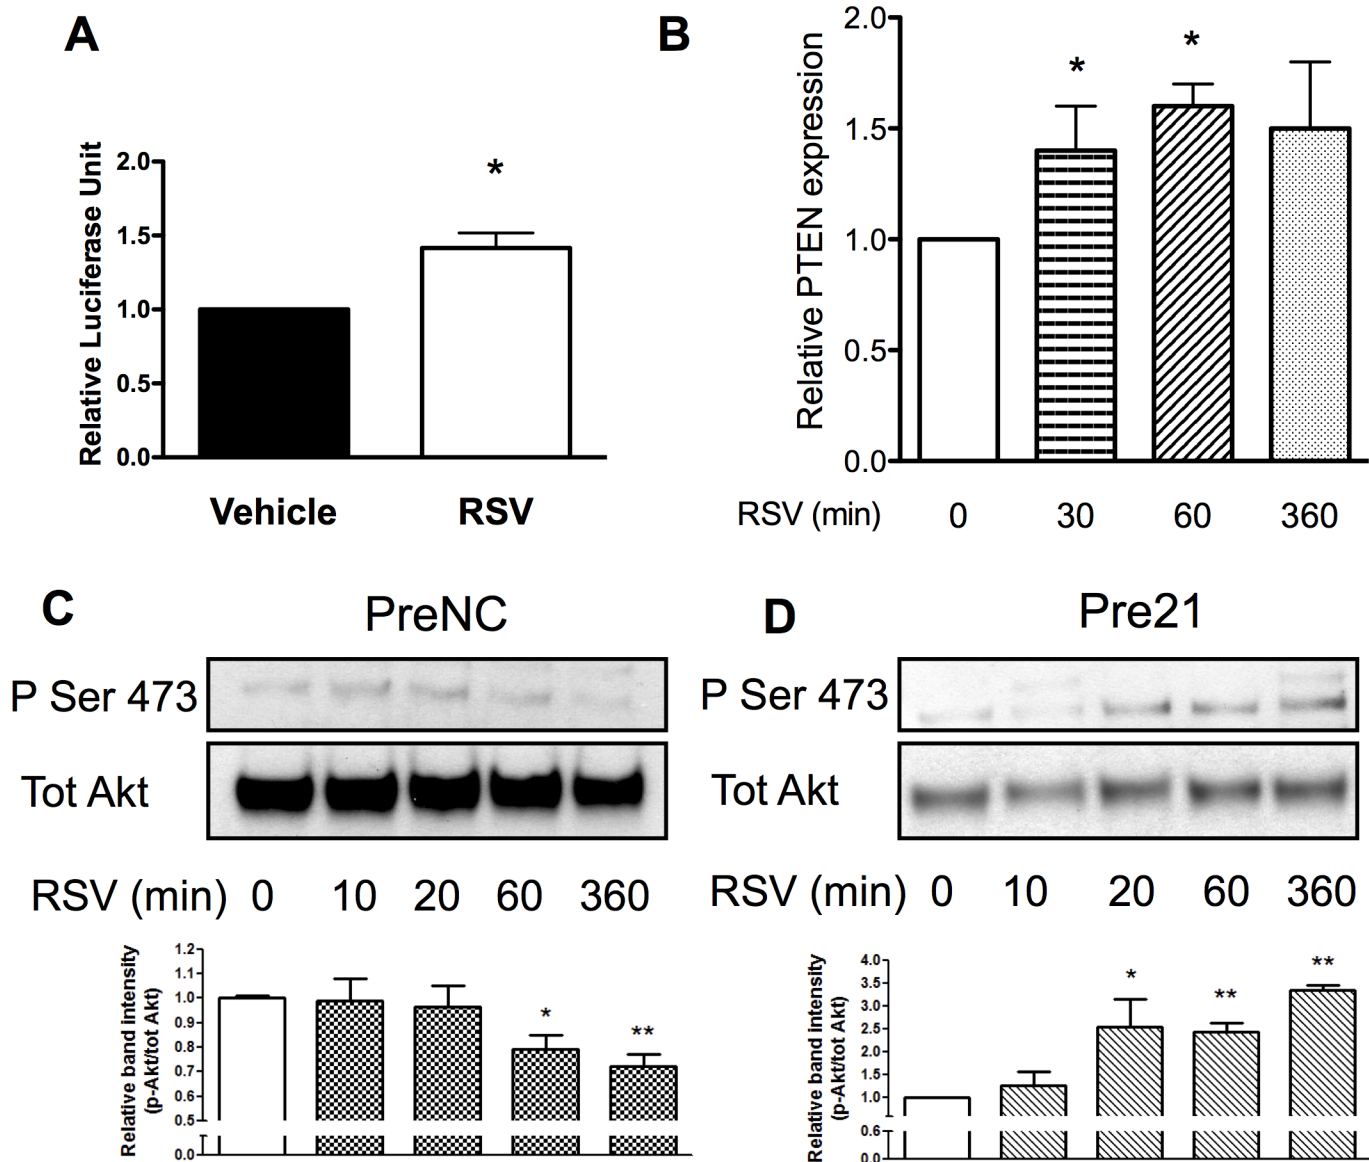 A
Relative Luciferase Unit
2.0
1.5
1.0
0.5
0.0
*
Vehicle RSV
B
Relative PTEN expression
2.0
1.5
1.0
0.5
0.0
* *
RSV (min) 0 30 60 360
C
PreNC
P Ser 473
Tot Akt
RSV (min) 0 10 20 60 360
Relative band intensity
(p-Akt/tot Akt)
1.2
1.1
1.0
0.9
0.8
0.7
0.6
0.5
0.0
* **
D
Pre21
P Ser 473
Tot Akt
RSV (min) 0 10 20 60 360
Relative band intensity
(p-Akt/tot Akt)
4.0
3.5
3.0
2.5
2.0
1.5
1.0
0.6
0.0
* ** **